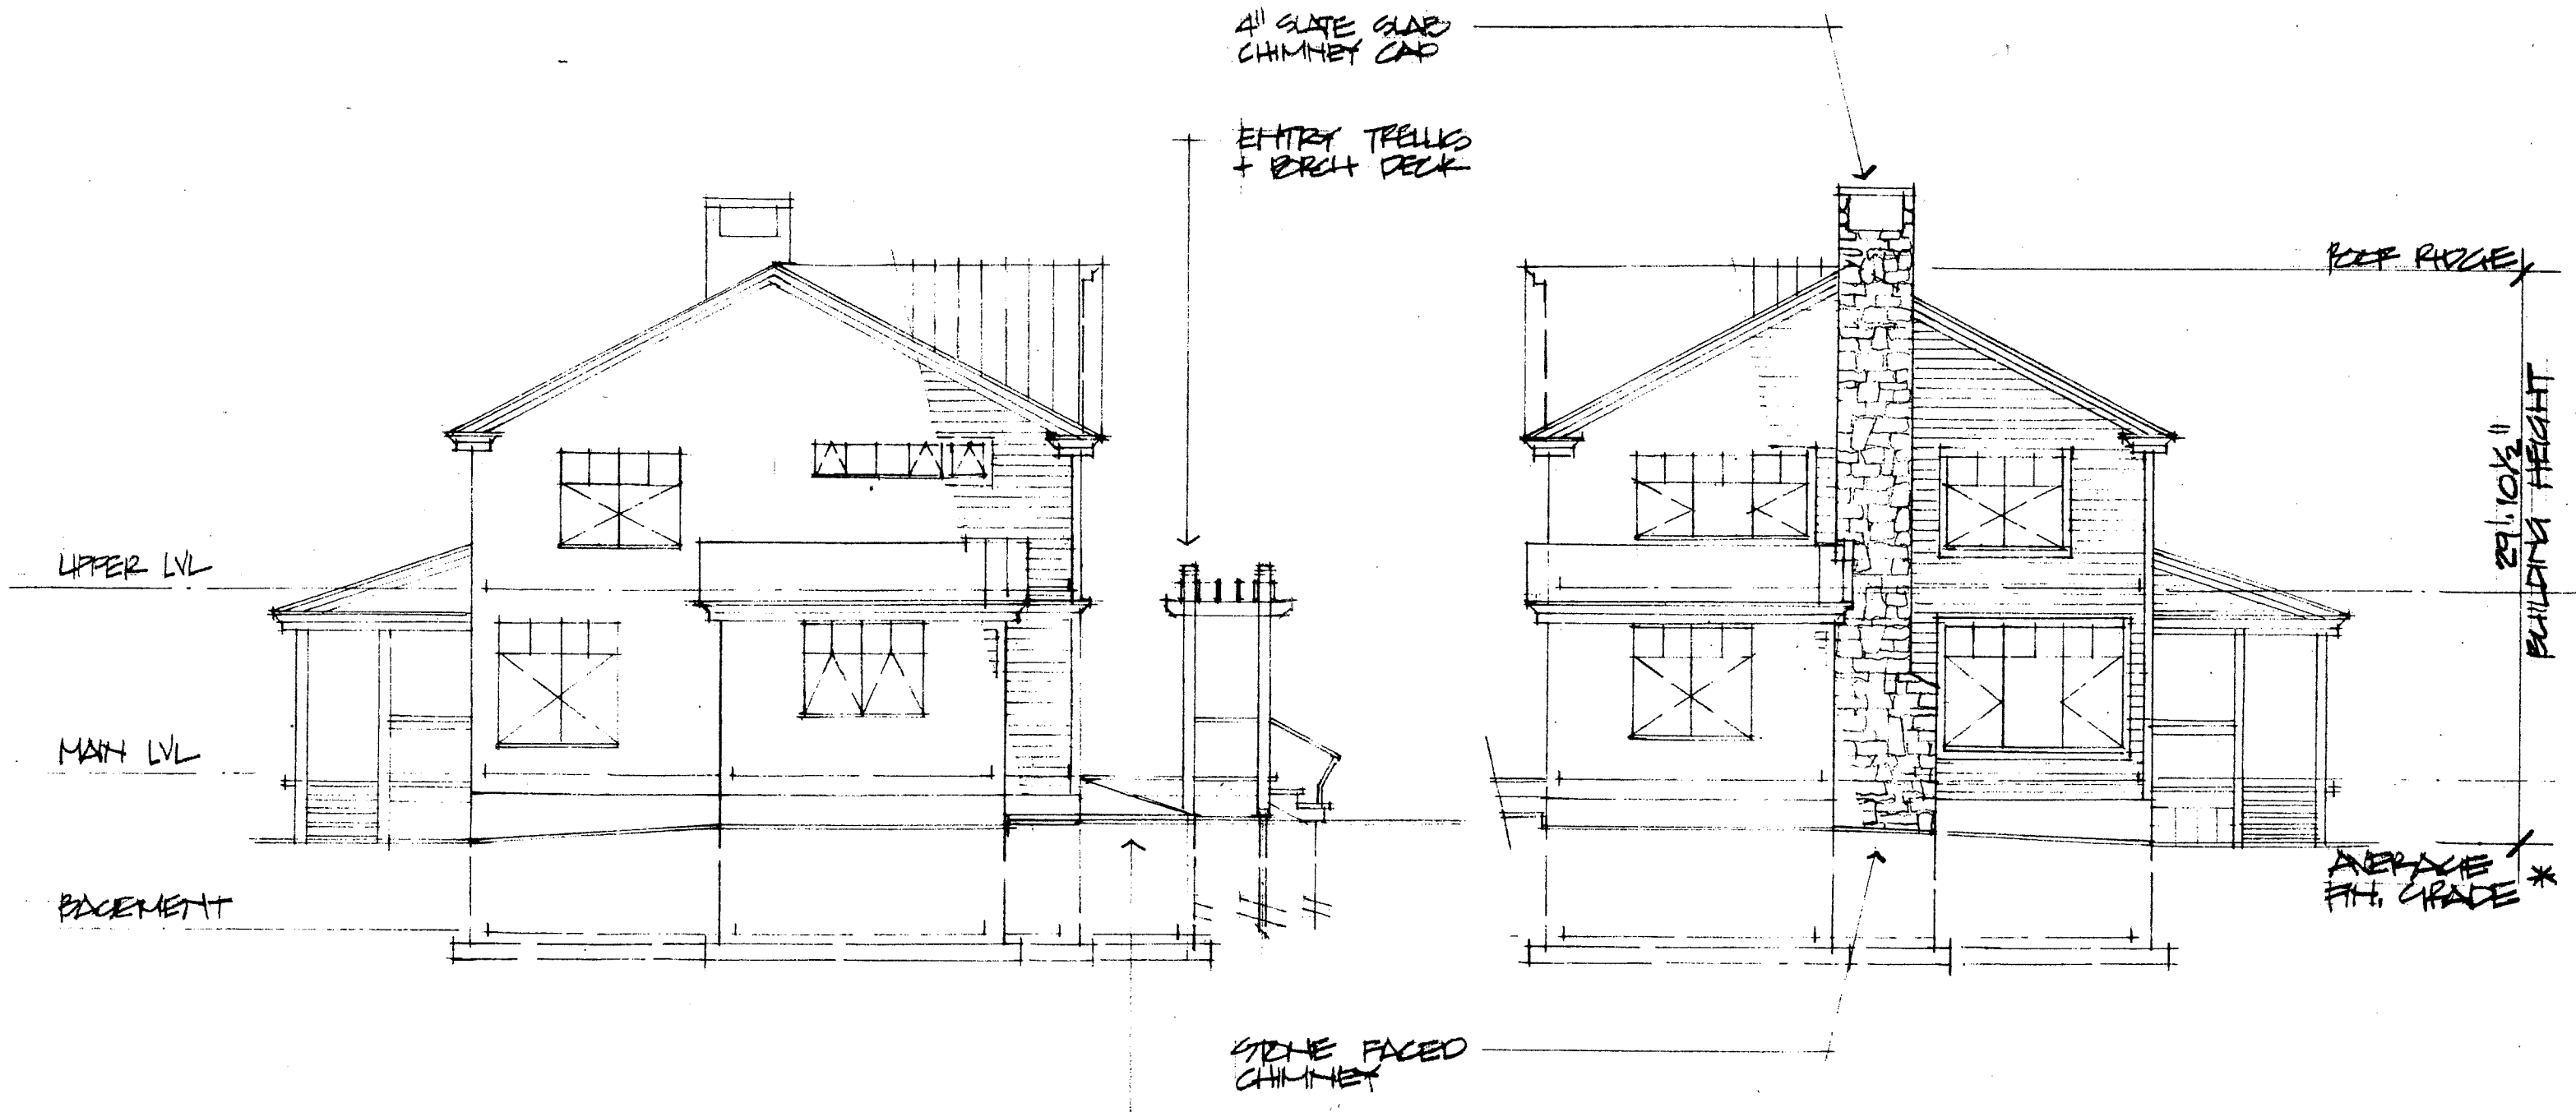 4" SLATE SLAB
CHIMNEY CAP
ENTRY TRELLIS
+ PORCH DECK
ROOF RIDGE
29'.10½"
BUILDING HEIGHT
UPPER LVL
MAIN LVL
AVERAGE
FIN. GRADE *
BASEMENT
STONE FACED
CHIMNEY